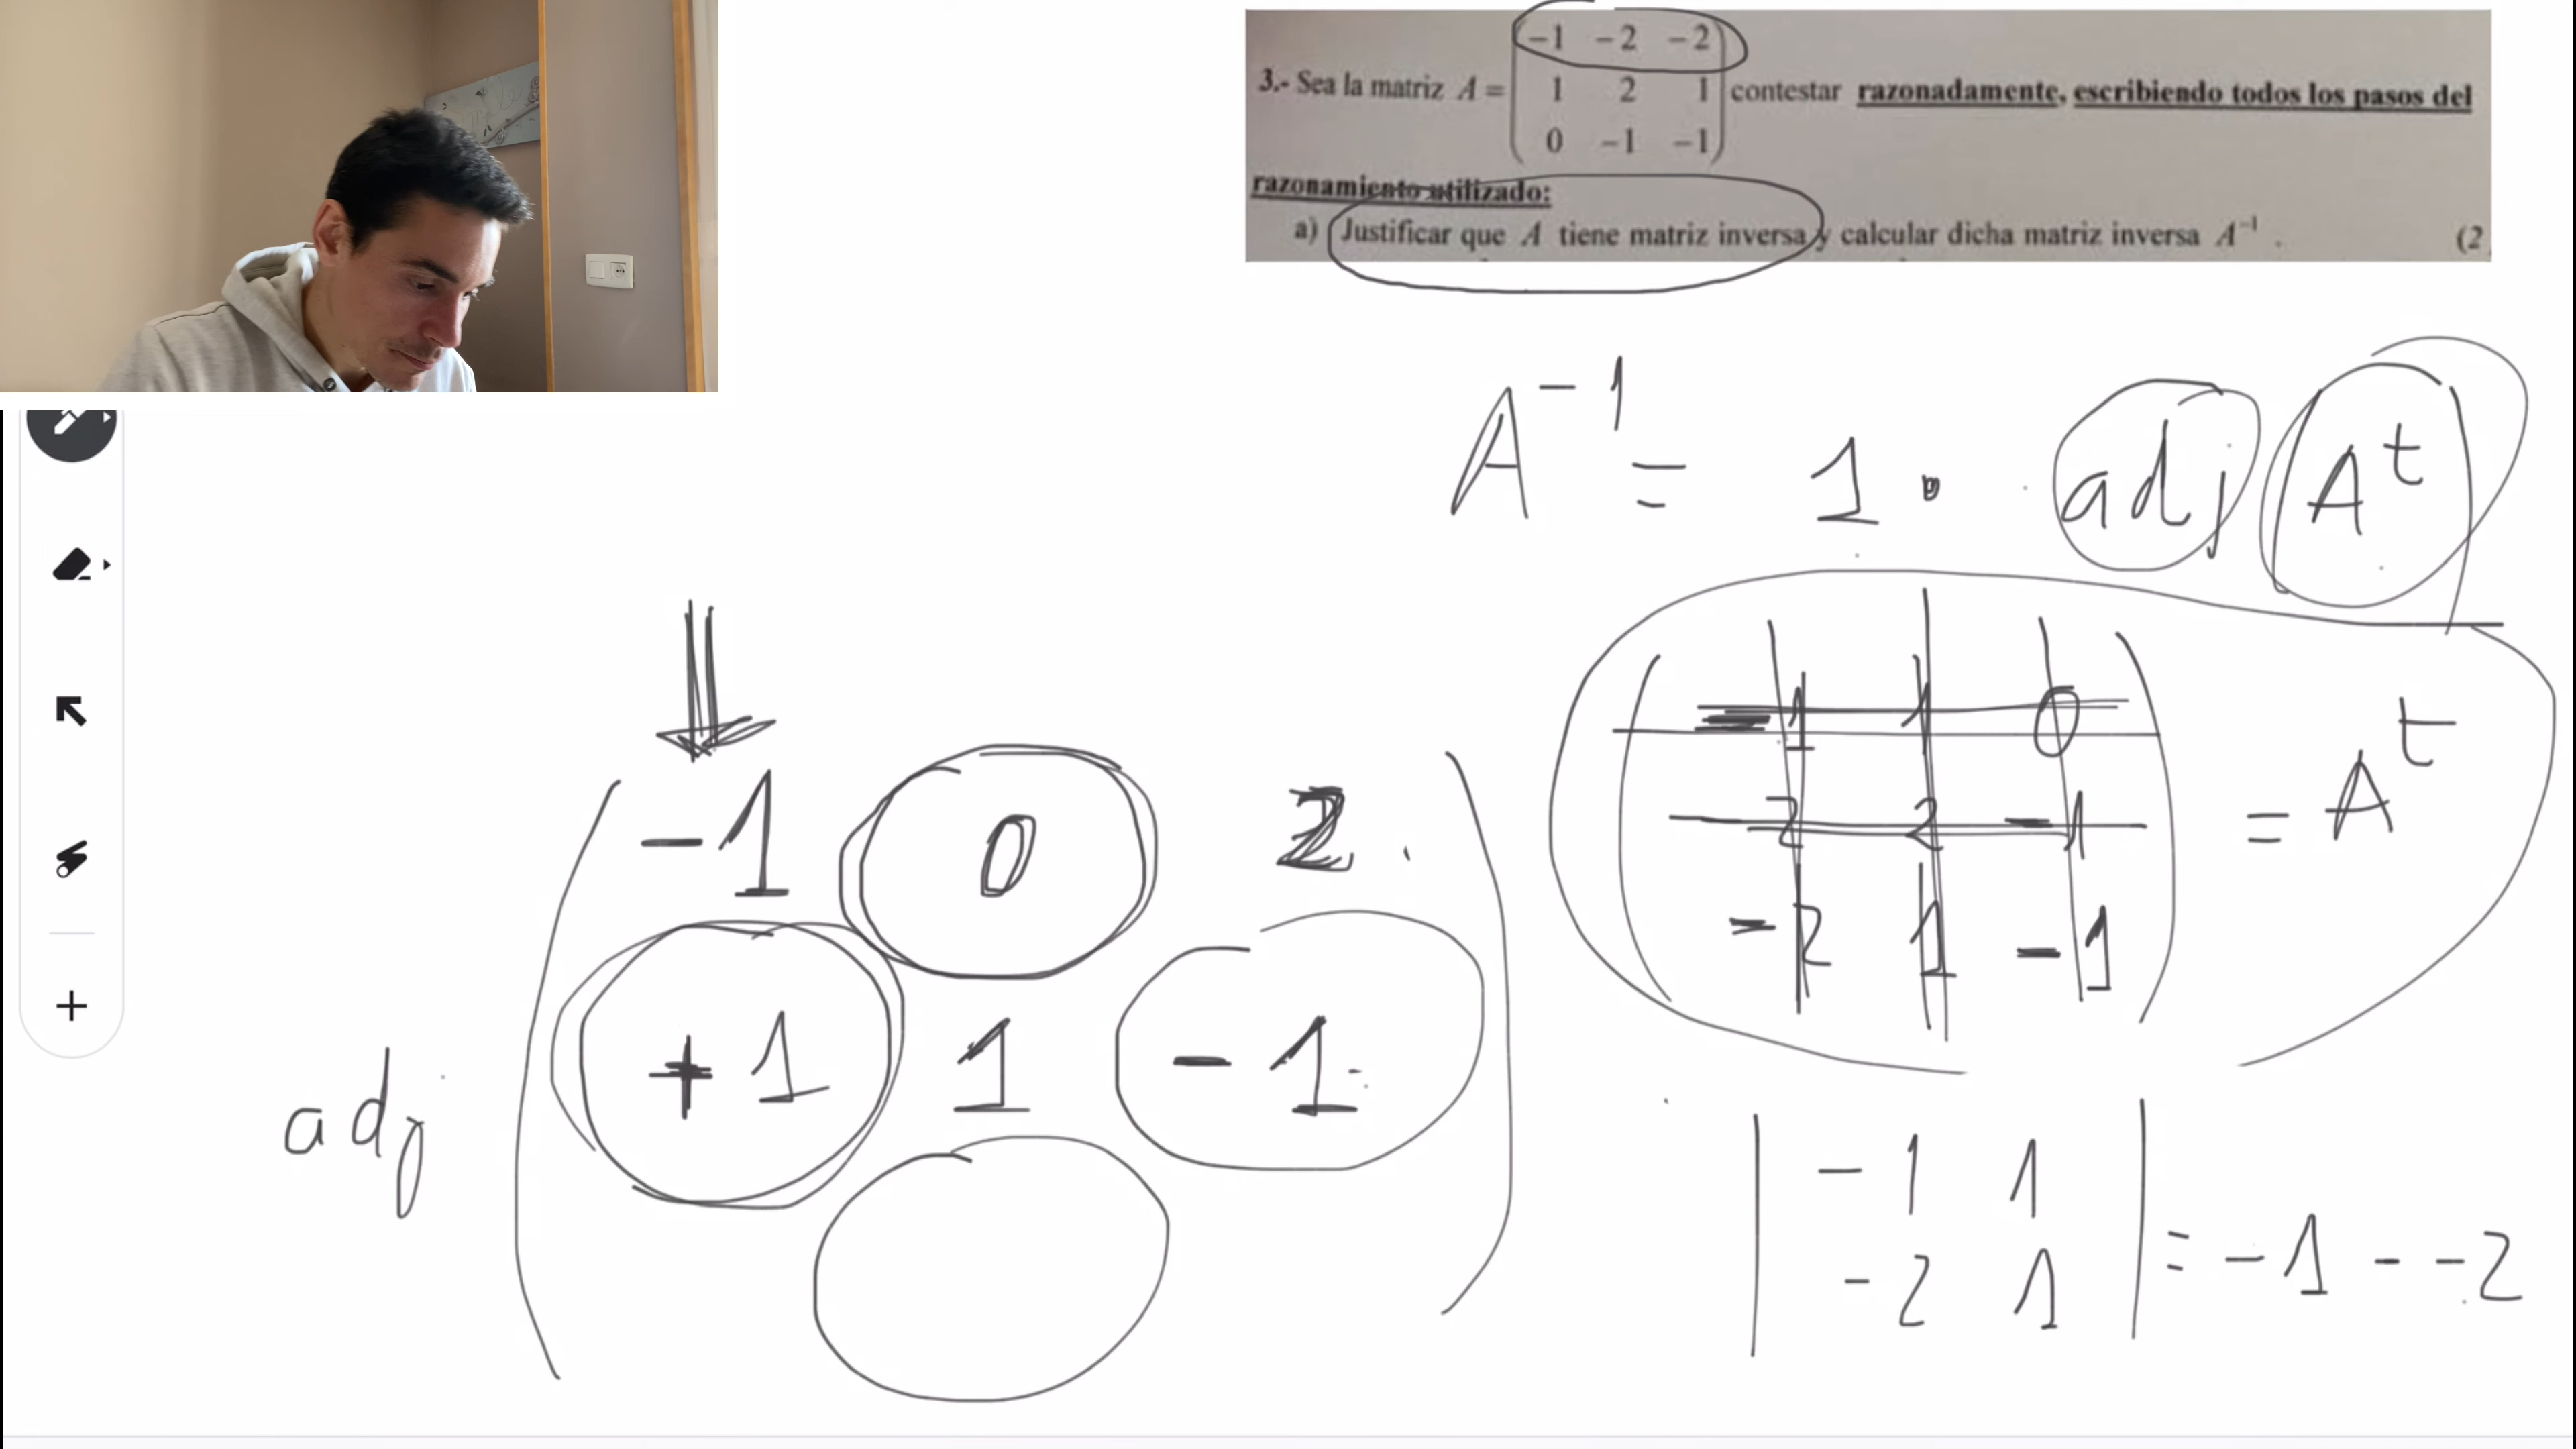 -1 -2 -2
3.- Sea la matriz A = 1 2 1 contestar razonadamente, escribiendo todos los pasos del
0 -1 -1
razonamiento utilizado:
a) Justificar que A tiene matriz inversa y calcular dicha matriz inversa A⁻¹ . (2
A⁻¹ = 1 · adj Aᵗ
-1 1 0
-2 2 -1 = Aᵗ
-2 1 -1
-1 0 2
adj +1 1 -1
-1 1
-2 1 = -1 - -2